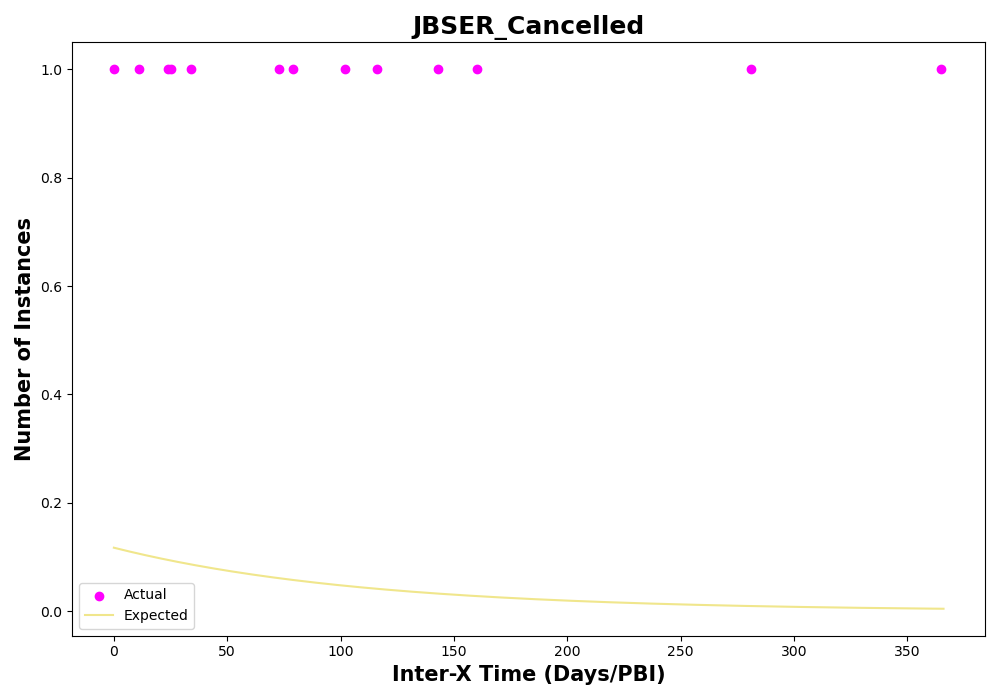 JBSER_Cancelled
Number of Instances
1.0
0.8
0.6
0.4
0.2
0.0
Actual
Expected
0 50 100 150 200 250 300 350
Inter-X Time (Days/PBI)